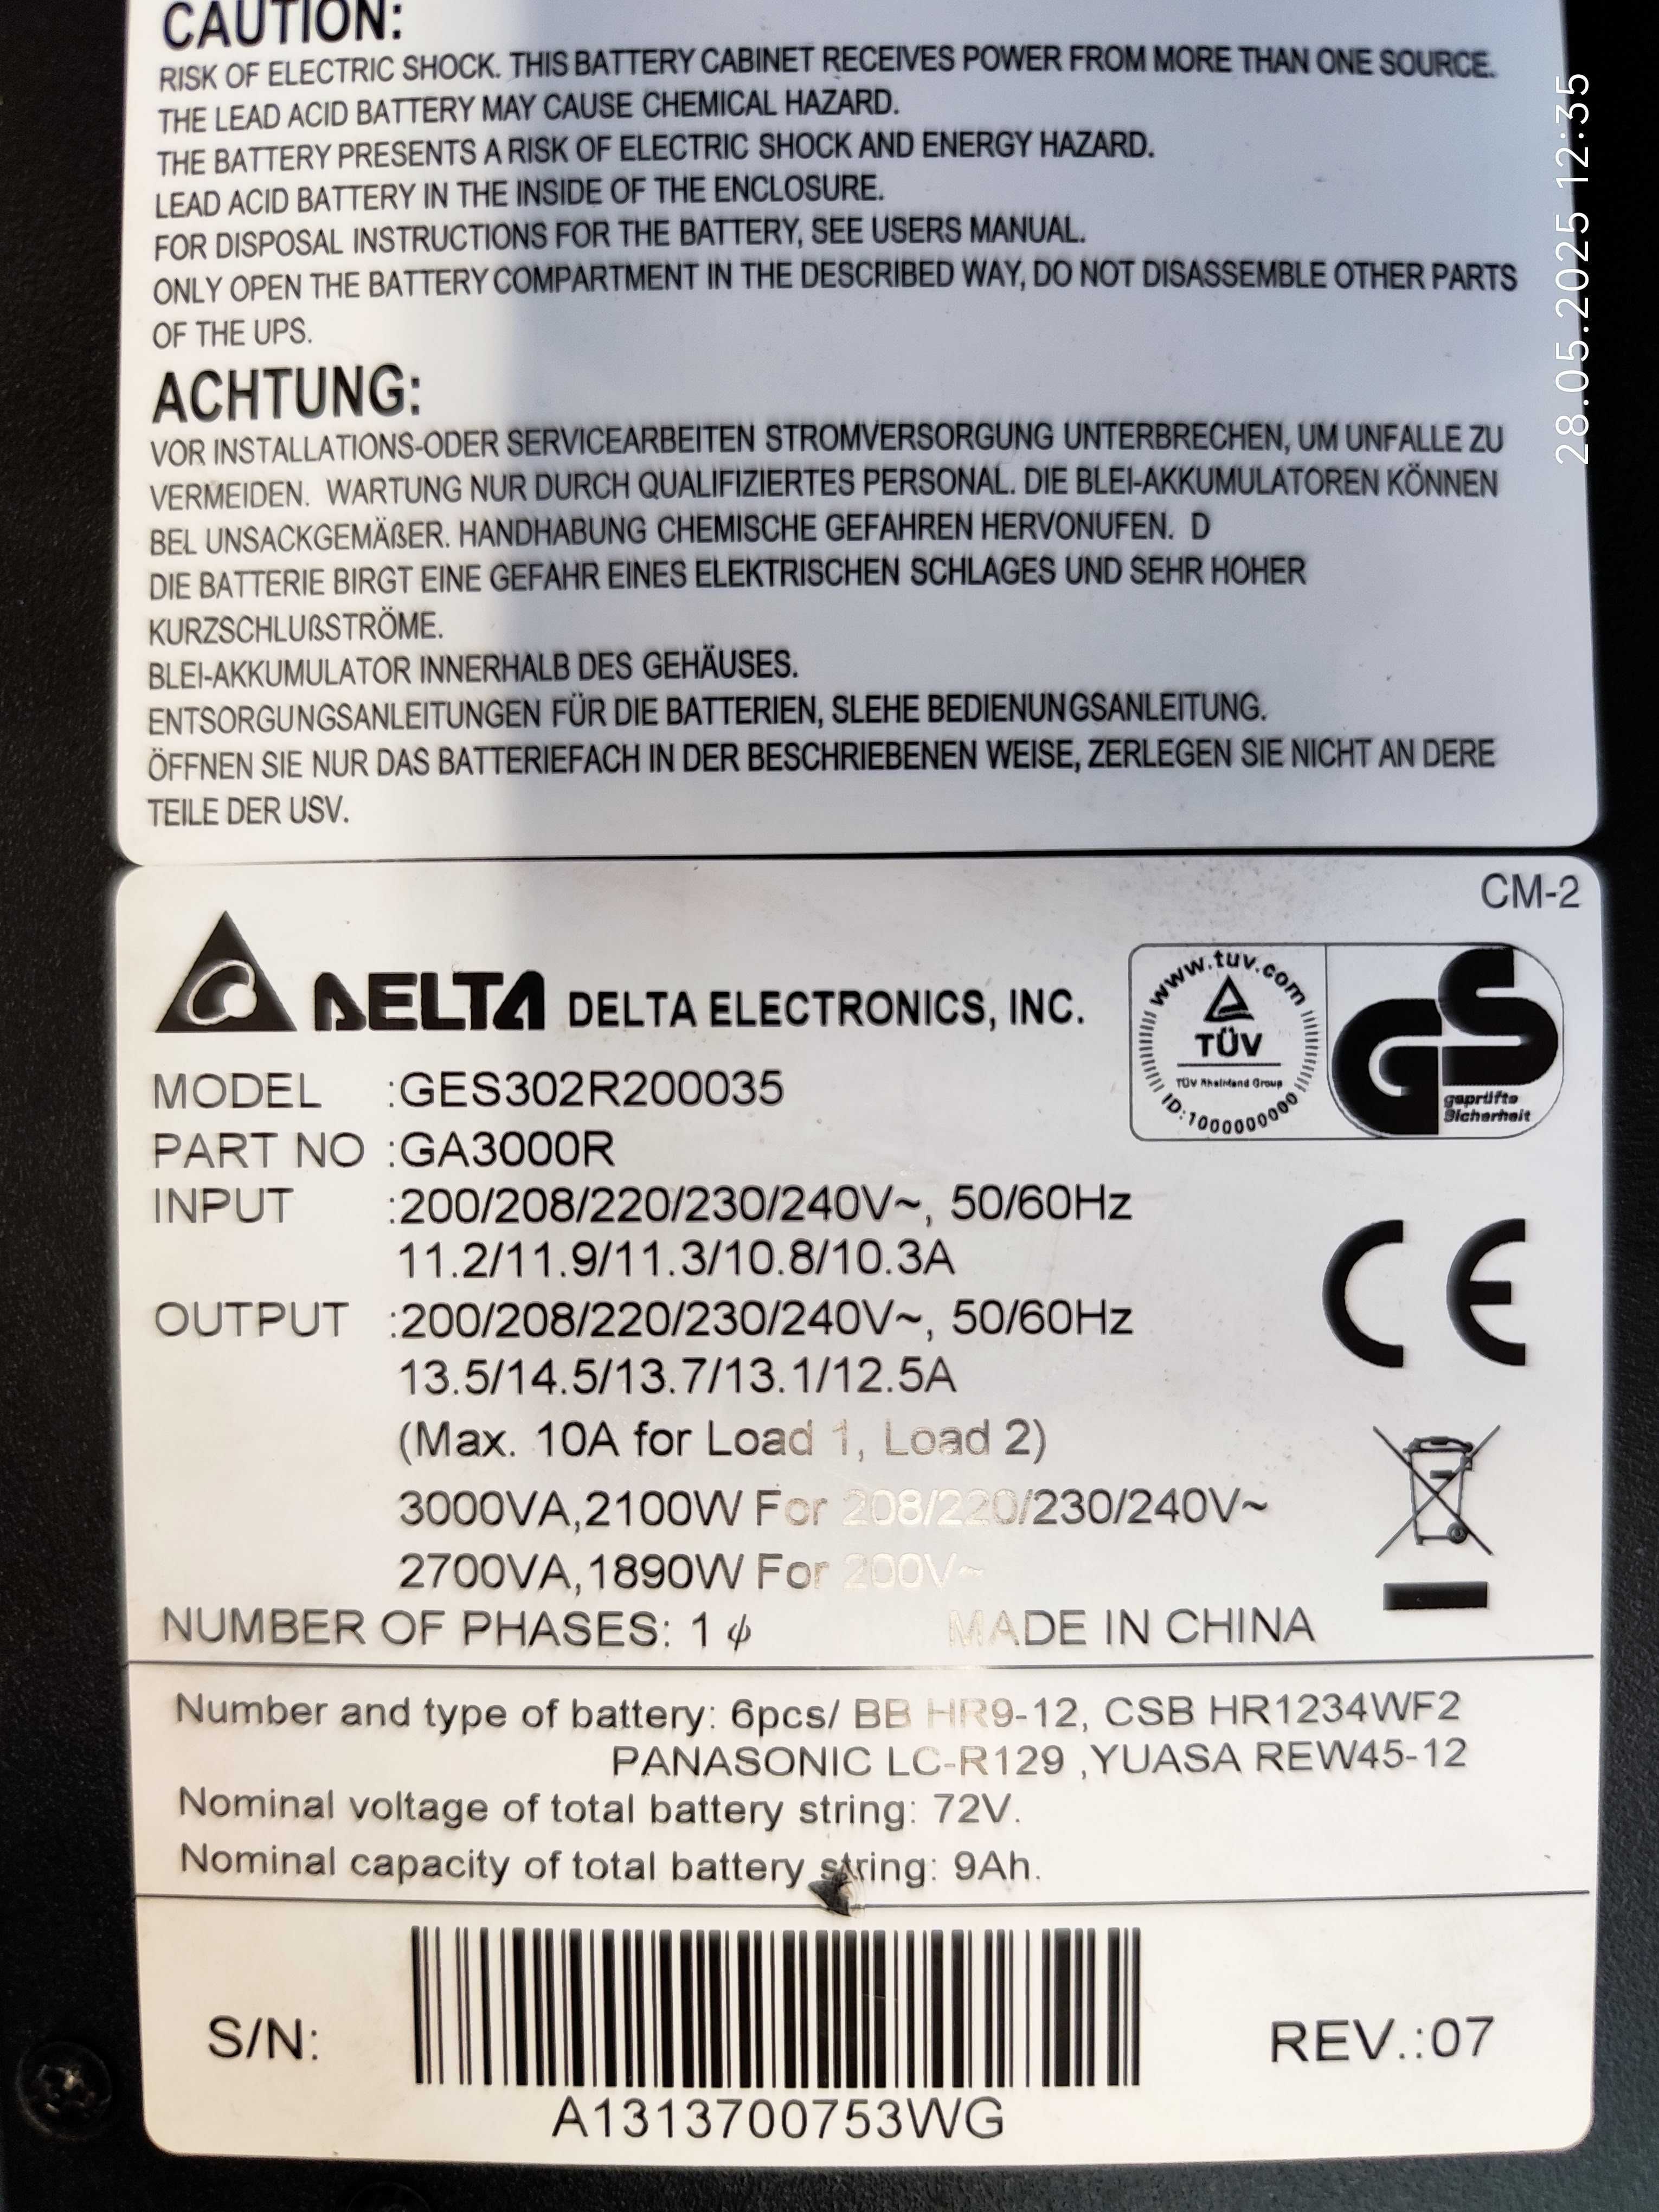 CAUTION:
RISK OF ELECTRIC SHOCK. THIS BATTERY CABINET RECEIVES POWER FROM MORE THAN ONE SOURCE.
THE LEAD ACID BATTERY MAY CAUSE CHEMICAL HAZARD.
THE BATTERY PRESENTS A RISK OF ELECTRIC SHOCK AND ENERGY HAZARD.
LEAD ACID BATTERY IN THE INSIDE OF THE ENCLOSURE.
FOR DISPOSAL INSTRUCTIONS FOR THE BATTERY, SEE USERS MANUAL.
ONLY OPEN THE BATTERY COMPARTMENT IN THE DESCRIBED WAY, DO NOT DISASSEMBLE OTHER PARTS
OF THE UPS.
ACHTUNG:
VOR INSTALLATIONS-ODER SERVICEARBEITEN STROMVERSORGUNG UNTERBRECHEN, UM UNFALLE ZU
VERMEIDEN. WARTUNG NUR DURCH QUALIFIZIERTES PERSONAL. DIE BLEI-AKKUMULATOREN KÖNNEN
BEL UNSACKGEMÄßER. HANDHABUNG CHEMISCHE GEFAHREN HERVONUFEN. D
DIE BATTERIE BIRGT EINE GEFAHR EINES ELEKTRISCHEN SCHLAGES UND SEHR HOHER
KURZSCHLUßSTRÖME.
BLEI-AKKUMULATOR INNERHALB DES GEHÄUSES.
ENTSORGUNGSANLEITUNGEN FÜR DIE BATTERIEN, SLEHE BEDIENUNGSANLEITUNG.
ÖFFNEN SIE NUR DAS BATTERIEFACH IN DER BESCHRIEBENEN WEISE, ZERLEGEN SIE NICHT AN DERE
TEILE DER USV.
28.05.2025 12:35
CM-2
DELTA DELTA ELECTRONICS, INC.
www.tuv.com
TÜV
TÜV Rheinland Group
ID:1000000000
GS
geprüfte
Sicherheit
MODEL :GES302R200035
PART NO :GA3000R
INPUT :200/208/220/230/240V~, 50/60Hz
11.2/11.9/11.3/10.8/10.3A
OUTPUT :200/208/220/230/240V~, 50/60Hz
13.5/14.5/13.7/13.1/12.5A
(Max. 10A for Load 1, Load 2)
3000VA,2100W For 208/220/230/240V~
2700VA,1890W For 200V~
NUMBER OF PHASES: 1 ϕ MADE IN CHINA
CE
Number and type of battery: 6pcs/ BB HR9-12, CSB HR1234WF2
PANASONIC LC-R129 ,YUASA REW45-12
Nominal voltage of total battery string: 72V.
Nominal capacity of total battery string: 9Ah.
S/N:
A1313700753WG
REV.:07